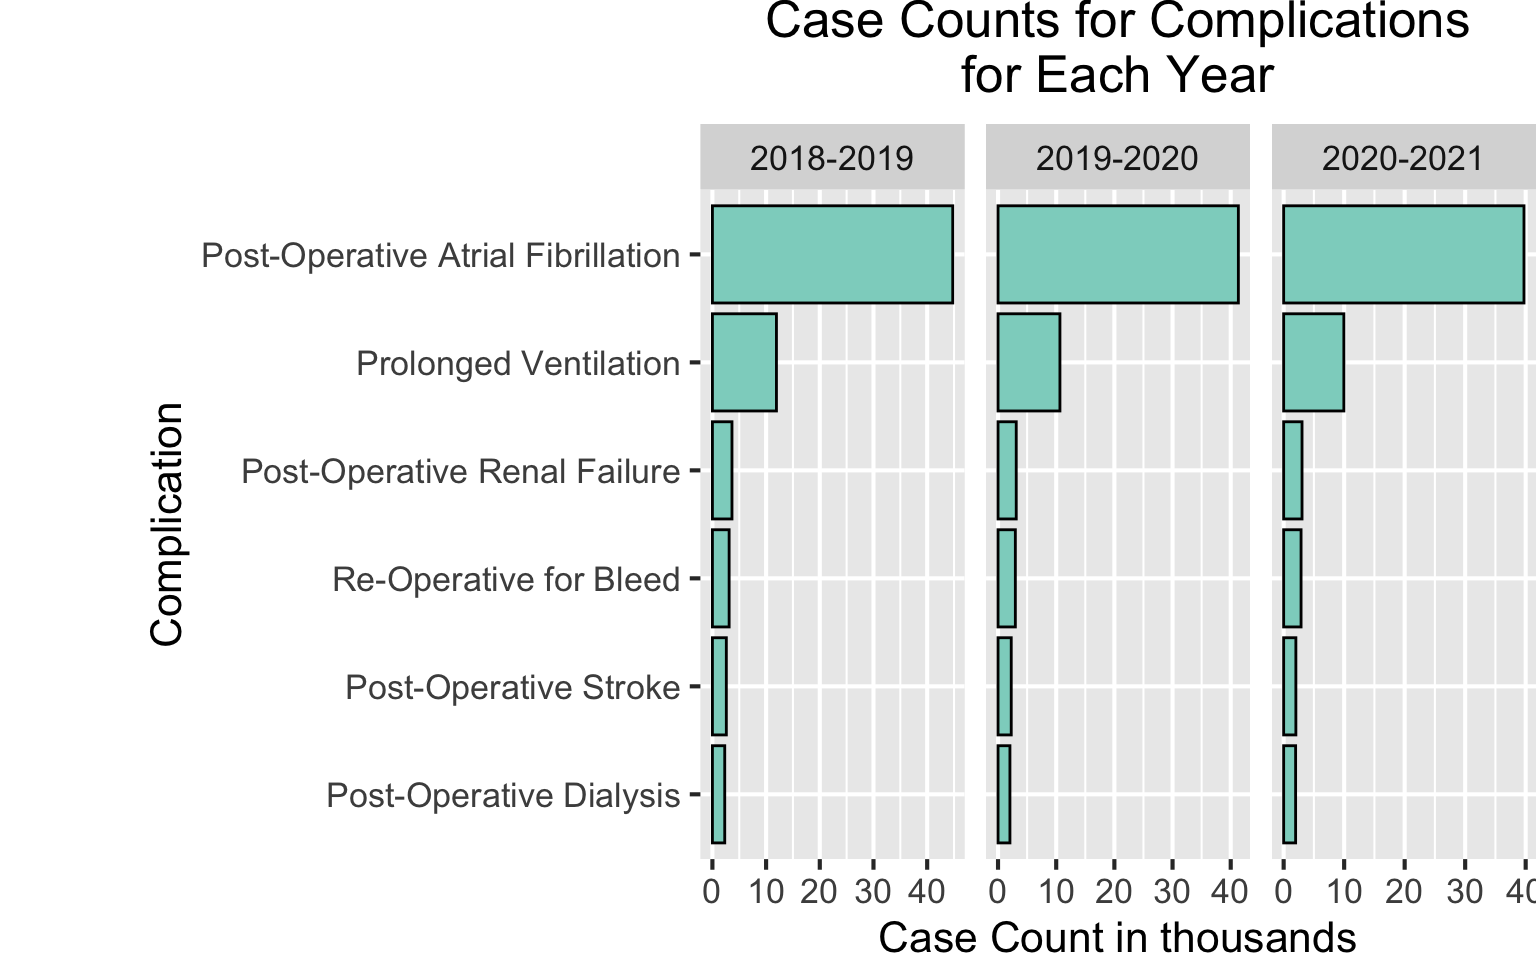 Case Counts for Complications
for Each Year
2018-2019
2019-2020
2020-2021
Complication
Post-Operative Atrial Fibrillation
Prolonged Ventilation
Post-Operative Renal Failure
Re-Operative for Bleed
Post-Operative Stroke
Post-Operative Dialysis
0 10 20 30 40
0 10 20 30 40
0 10 20 30 40
Case Count in thousands